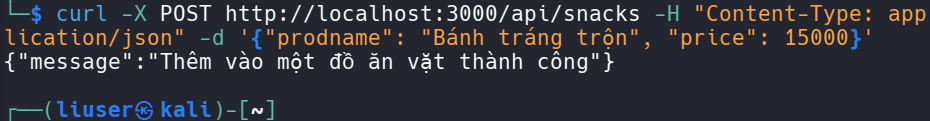 └─$ curl -X POST http://localhost:3000/api/snacks -H "Content-Type: app
lication/json" -d '{"prodname": "Bánh tráng trộn", "price": 15000}'
{"message":"Thêm vào một đồ ăn vặt thành công"}
┌──(liuser㉿kali)-[~]